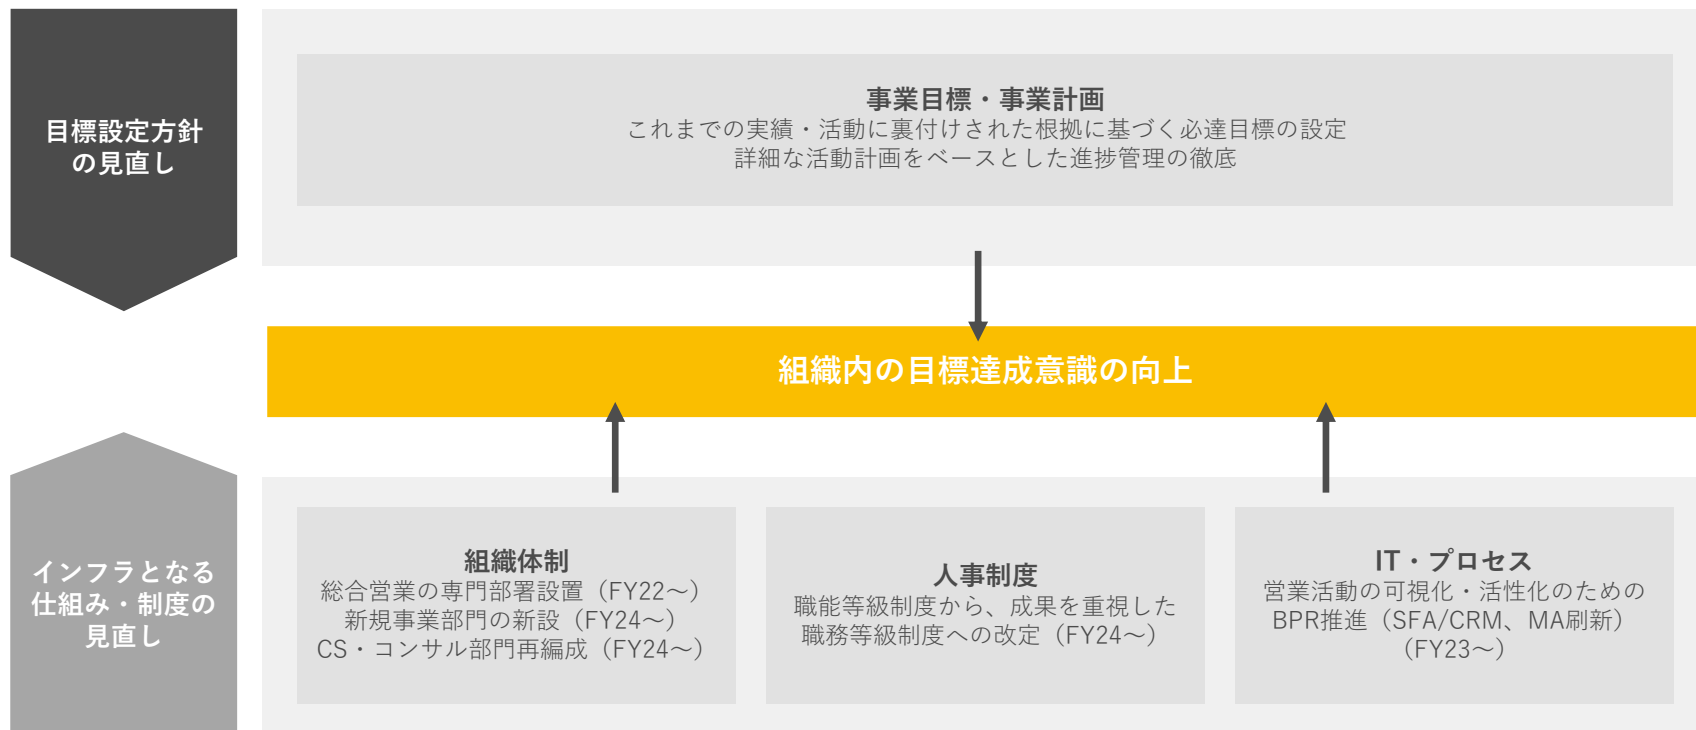 目標設定方針
の見直し
事業目標・事業計画
これまでの実績・活動に裏付けされた根拠に基づく必達目標の設定
詳細な活動計画をベースとした進捗管理の徹底
組織内の目標達成意識の向上
インフラとなる
仕組み・制度の
見直し
組織体制
総合営業の専門部署設置（FY22～）
新規事業部門の新設（FY24～）
CS・コンサル部門再編成（FY24～）
人事制度
職能等級制度から、成果を重視した
職務等級制度への改定（FY24～）
IT・プロセス
営業活動の可視化・活性化のための
BPR推進（SFA/CRM、MA刷新）
（FY23～）